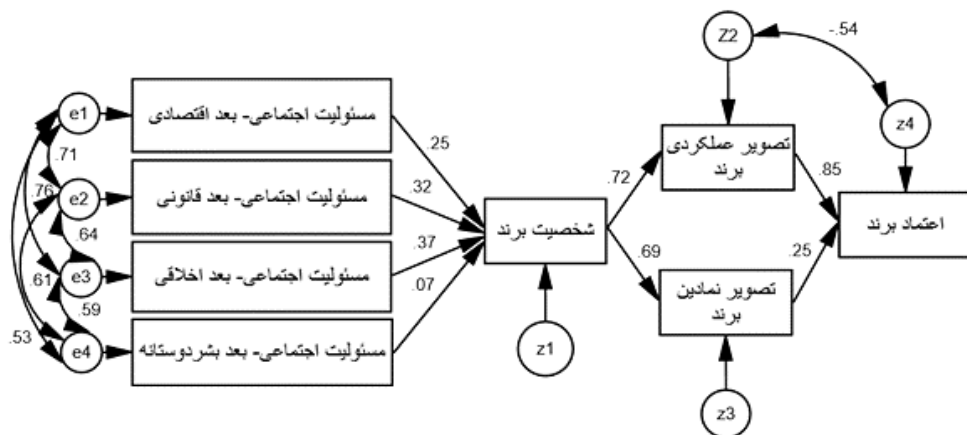 -.54
Z2
z4
e1
مسئولیت اجتماعی- بعد اقتصادی
.25
.71
تصویر عملکردی
برند
.85
.76
e2
مسئولیت اجتماعی- بعد قانونی
.32
.72
شخصیت برند
اعتماد برند
.64
.37
.69
.25
e3
مسئولیت اجتماعی- بعد اخلاقی
.61
.07
تصویر نمادین
برند
.59
.53
e4
مسئولیت اجتماعی- بعد بشردوستانه
z1
z3